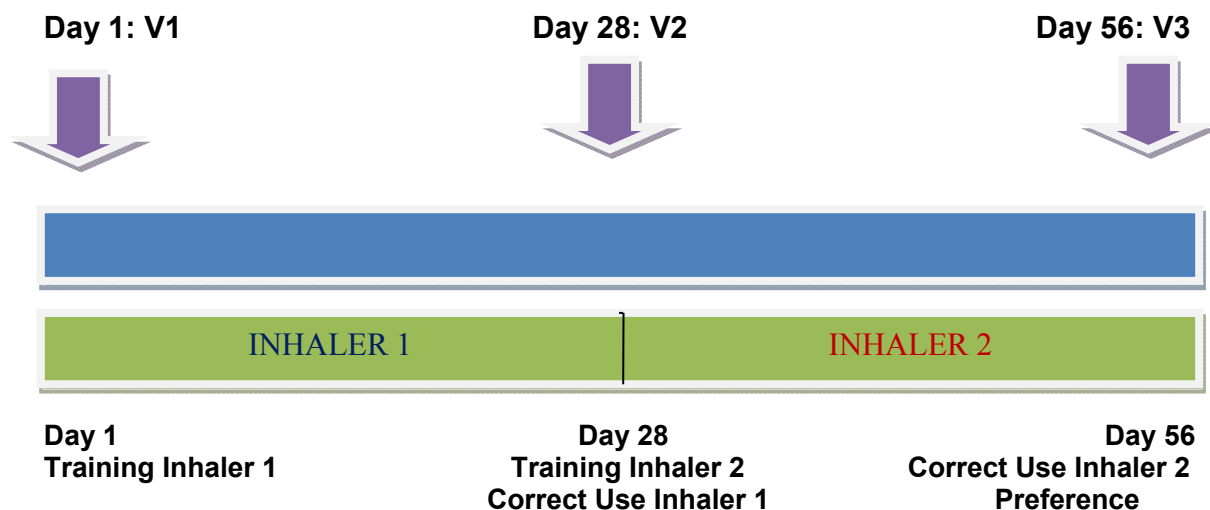 Day 1: V1
Day 28: V2
Day 56: V3
INHALER 1
INHALER 2
Day 1
Training Inhaler 1
Day 28
Training Inhaler 2
Correct Use Inhaler 1
Day 56
Correct Use Inhaler 2
Preference